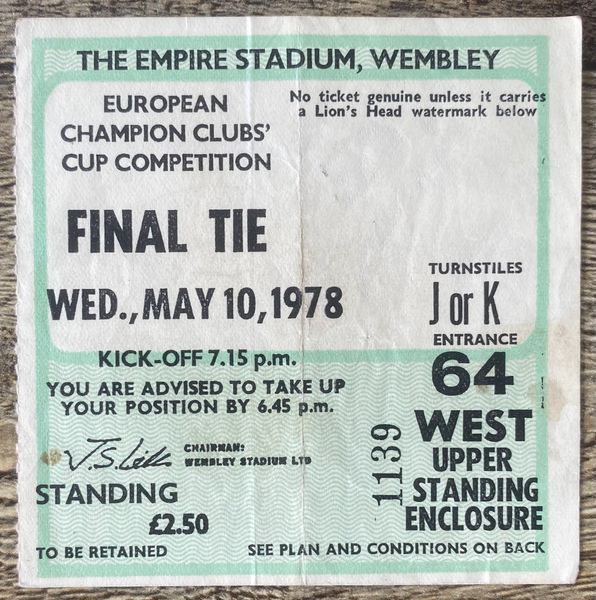 THE EMPIRE STADIUM, WEMBLEY
EUROPEAN
CHAMPION CLUBS'
CUP COMPETITION
No ticket genuine unless it carries
a Lion's Head watermark below
FINAL TIE
WED., MAY 10, 1978
TURNSTILES
J or K
ENTRANCE
64
WEST
UPPER
STANDING
ENCLOSURE
KICK-OFF 7.15 p.m.
YOU ARE ADVISED TO TAKE UP
YOUR POSITION BY 6.45 p.m.
CHAIRMAN:
WEMBLEY STADIUM LTD
1139
STANDING
£2.50
TO BE RETAINED
SEE PLAN AND CONDITIONS ON BACK